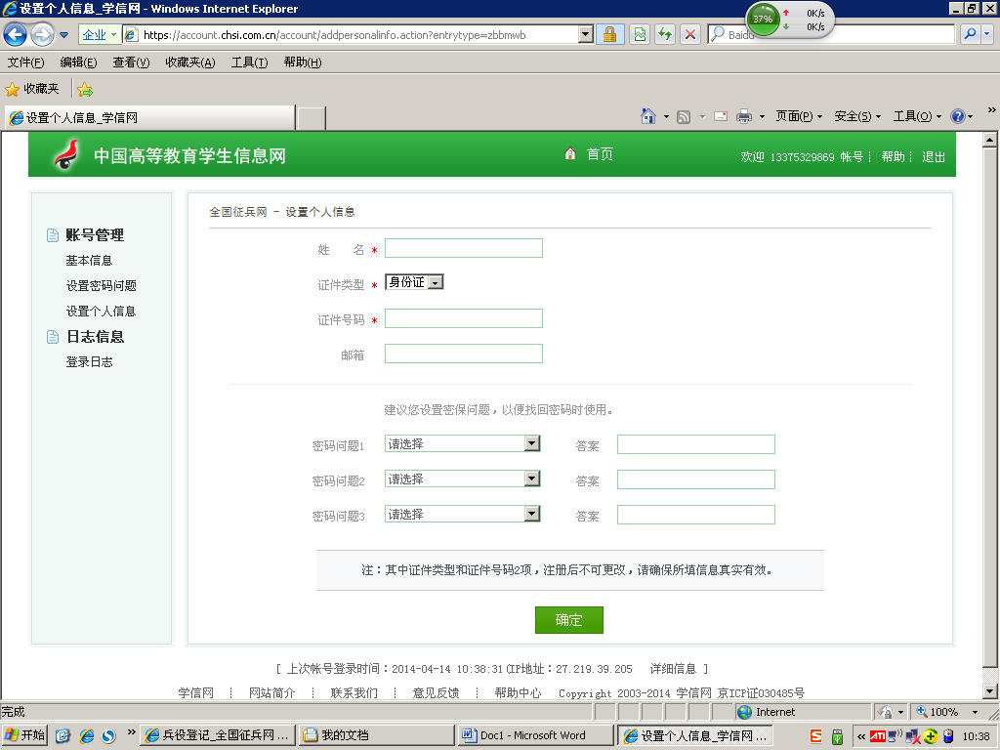 设置个人信息_学信网 - Windows Internet Explorer
37%
0K/s
0K/s
企业
https://account.chsi.com.cn/account/addpersonalinfo.action?entrytype=zbbmwb
Baid
文件(F) 编辑(E) 查看(V) 收藏夹(A) 工具(T) 帮助(H)
收藏夹
设置个人信息_学信网
页面(P) 安全(S) 工具(O) »
中国高等教育学生信息网
首页
欢迎 13375329869 帐号 帮助 退出
账号管理
基本信息
设置密码问题
设置个人信息
日志信息
登录日志
全国征兵网 - 设置个人信息
姓 名 *
证件类型 * 身份证
证件号码 *
邮箱
建议您设置密保问题，以便找回密码时使用。
密码问题1 请选择 答案
密码问题2 请选择 答案
密码问题3 请选择 答案
注：其中证件类型和证件号码2项，注册后不可更改，请确保所填信息真实有效。
确定
[ 上次帐号登录时间：2014-04-14 10:38:31(IP地址：27.219.39.205 详细信息 ]
学信网 网站简介 联系我们 意见反馈 帮助中心 Copyright 2003-2014 学信网 京ICP证030485号
完成
Internet
100%
开始 » 兵役登记_全国征兵网 ... 我的文档 Doc1 - Microsoft Word 设置个人信息_学信网 ... « ATI 10:38